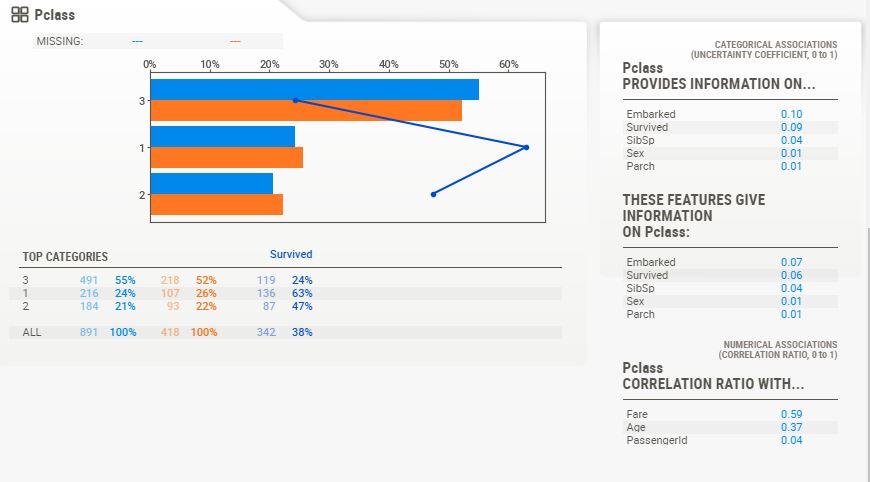 Pclass
MISSING: --- ---
0% 10% 20% 30% 40% 50% 60%
3
1
2
TOP CATEGORIES Survived
3 491 55% 218 52% 119 24%
1 216 24% 107 26% 136 63%
2 184 21% 93 22% 87 47%
ALL 891 100% 418 100% 342 38%
CATEGORICAL ASSOCIATIONS
(UNCERTAINTY COEFFICIENT, 0 to 1)
Pclass
PROVIDES INFORMATION ON...
Embarked 0.10
Survived 0.09
SibSp 0.04
Sex 0.01
Parch 0.01
THESE FEATURES GIVE
INFORMATION
ON Pclass:
Embarked 0.07
Survived 0.06
SibSp 0.04
Sex 0.01
Parch 0.01
NUMERICAL ASSOCIATIONS
(CORRELATION RATIO, 0 to 1)
Pclass
CORRELATION RATIO WITH...
Fare 0.59
Age 0.37
PassengerId 0.04